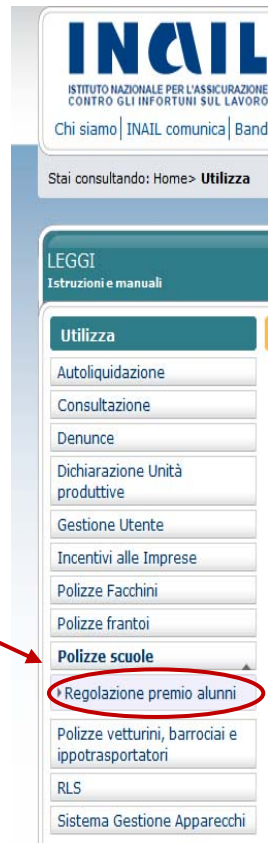 INAIL
ISTITUTO NAZIONALE PER L'ASSICURAZIONE
CONTRO GLI INFORTUNI SUL LAVORO
Chi siamo | INAIL comunica | Band
Stai consultando: Home> Utilizza
LEGGI
Istruzioni e manuali
Utilizza
Autoliquidazione
Consultazione
Denunce
Dichiarazione Unità
produttive
Gestione Utente
Incentivi alle Imprese
Polizze Facchini
Polizze frantoi
Polizze scuole
Regolazione premio alunni
Polizze vetturini, barrocciai e
ippotrasportatori
RLS
Sistema Gestione Apparecchi